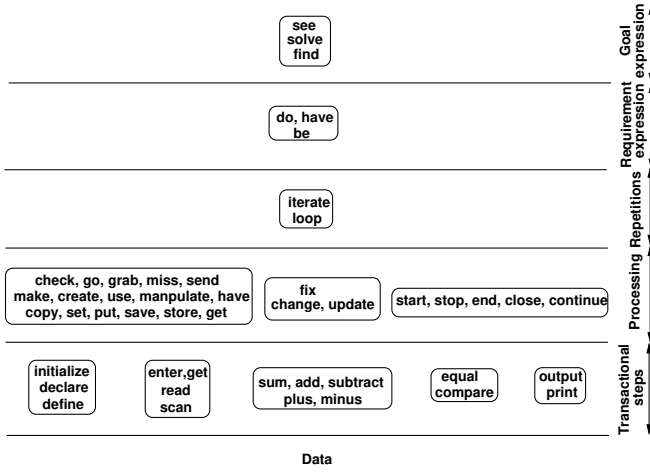 see
solve
find
Goal
expression
do, have
be
Requirement
expression
iterate
loop
Repetitions
check, go, grab, miss, send
make, create, use, manpulate, have
copy, set, put, save, store, get
fix
change, update
start, stop, end, close, continue
Processing
initialize
declare
define
enter,get
read
scan
sum, add, subtract
plus, minus
equal
compare
output
print
Transactional
steps
Data